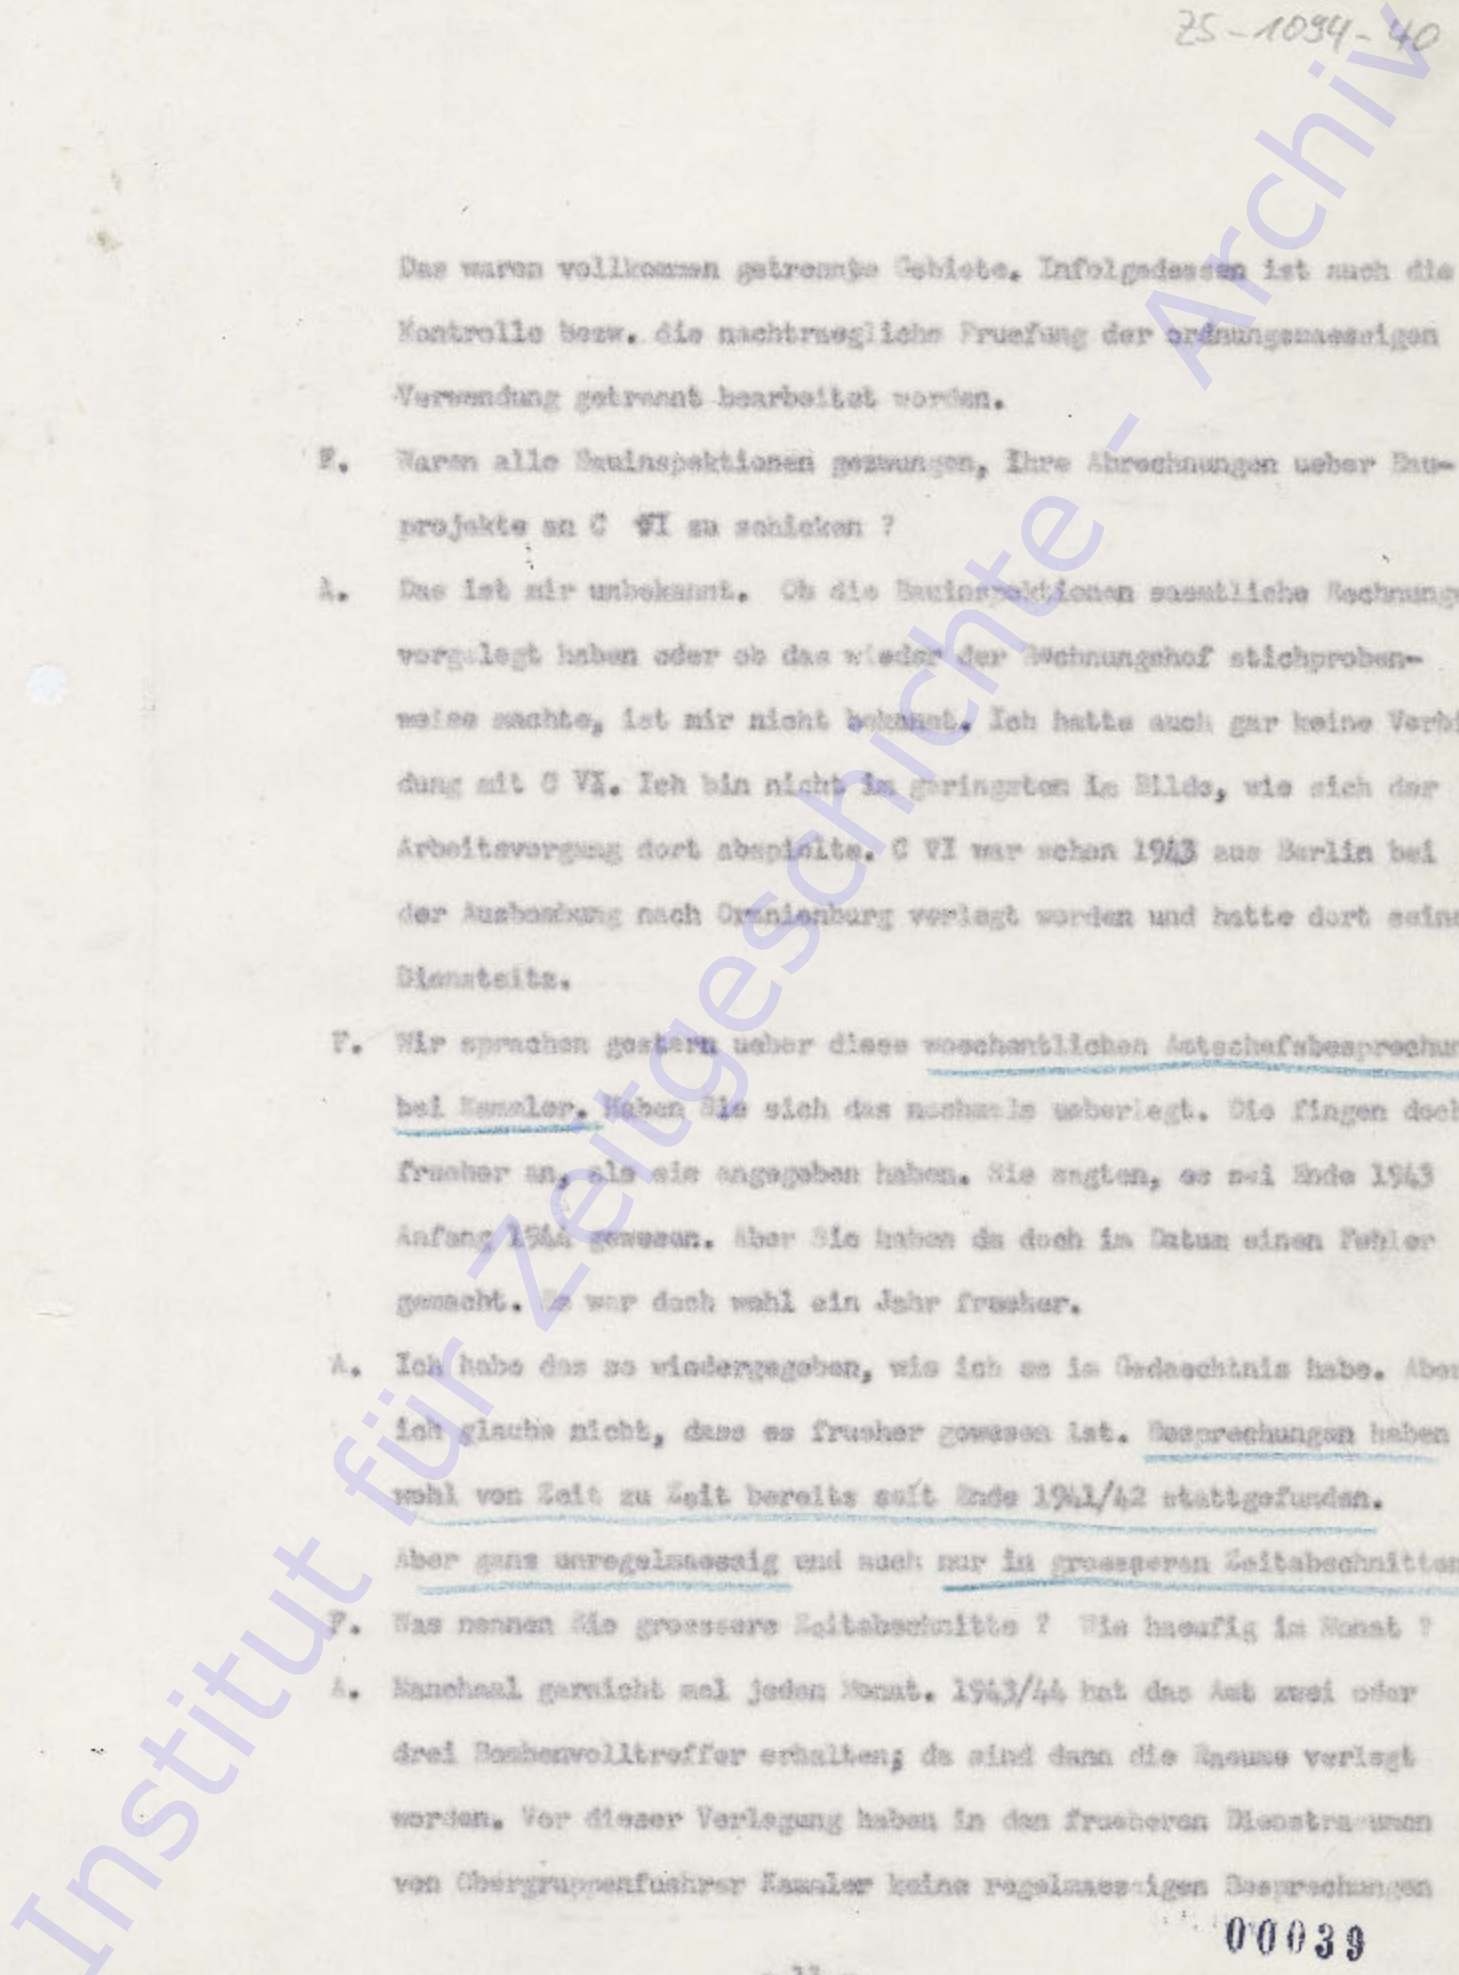 ZS-1094-40
Das waren vollkommen getrennte Gebiete. Infolgedessen ist auch die
Kontrolle bezw. die nachtraegliche Pruefung der ordnungsmaessigen
Verwendung getrennt bearbeitet worden.
F. Waren alle Bauinspektionen gezwungen, Ihre Abrechnungen ueber Bau-
projekte an C VI zu schicken ?
A. Das ist mir unbekannt. Ob die Bauinspektionen saemtliche Rechnunge
vorgelegt haben oder ob das wieder der Rechnungshof stichproben-
weise machte, ist mir nicht bekannt. Ich hatte auch gar keine Verbi
dung mit C VI. Ich bin nicht im geringsten im Bilde, wie sich der
Arbeitsvorgang dort abspielte. C VI war schon 1943 aus Berlin bei
der Ausbombung nach Oranienburg verlegt worden und hatte dort seine
Dienstsitz.
F. Wir sprachen gestern ueber diese woechentlichen Amtschefsbesprechun
bei Kammler. Haben Sie sich das nochmals ueberlegt. Die fingen doch
frueher an, als sie angegeben haben. Sie sagten, es sei Ende 1943
Anfang 1944 gewesen. Aber Sie haben da doch im Datum einen Fehler
gemacht. Es war doch wohl ein Jahr frueher.
A. Ich habe das so wiedergegeben, wie ich es im Gedaechtnis habe. Aber
ich glaube nicht, dass es frueher gewesen ist. Besprechungen haben
wohl von Zeit zu Zeit bereits seit Ende 1941/42 stattgefunden.
Aber ganz unregelmaessig und auch nur in groesseren Zeitabschnitten
F. Was nennen Sie groessere Zeitabschnitte ? Wie haeufig im Monat ?
A. Manchmal garnicht mal jeden Monat. 1943/44 hat das Amt zwei oder
drei Bombenvolltreffer erhalten; da sind dann die Raeume verlegt
worden. Vor dieser Verlegung haben in den frueheren Dienstraeumen
von Obergruppenfuehrer Kammler keine regelmaessigen Besprechungen
00039
Institut für Zeitgeschichte - Archiv